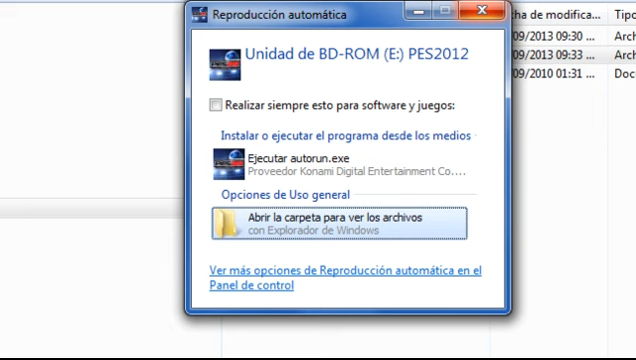 Reproducción automática
Unidad de BD-ROM (E:) PES2012
Realizar siempre esto para software y juegos:
Instalar o ejecutar el programa desde los medios
Ejecutar autorun.exe
Proveedor Konami Digital Entertainment Co....
Opciones de Uso general
Abrir la carpeta para ver los archivos
con Explorador de Windows
Ver más opciones de Reproducción automática en el
Panel de control
cha de modifica... Tipo
09/2013 09:30 ... Arch
09/2013 09:33 ... Arch
09/2010 01:31 ... Doc